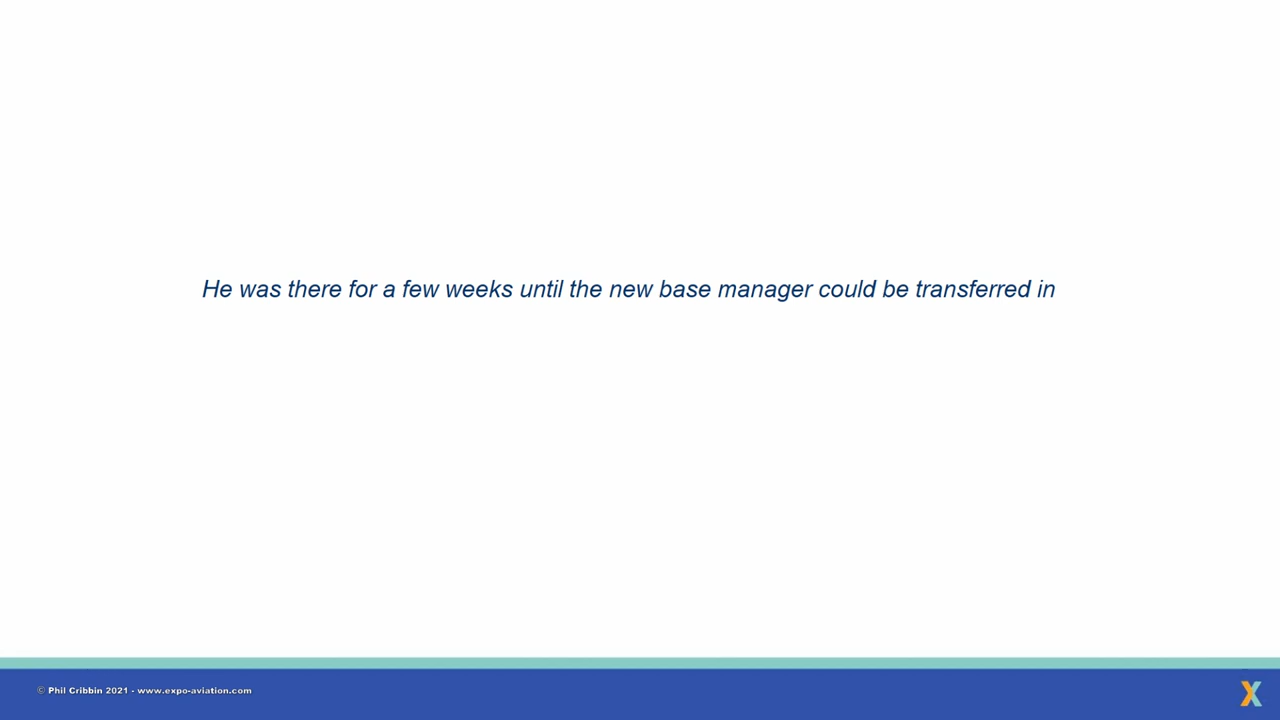 He was there for a few weeks until the new base manager could be transferred in
© Phil Cribbin 2021 - www.expo-aviation.com